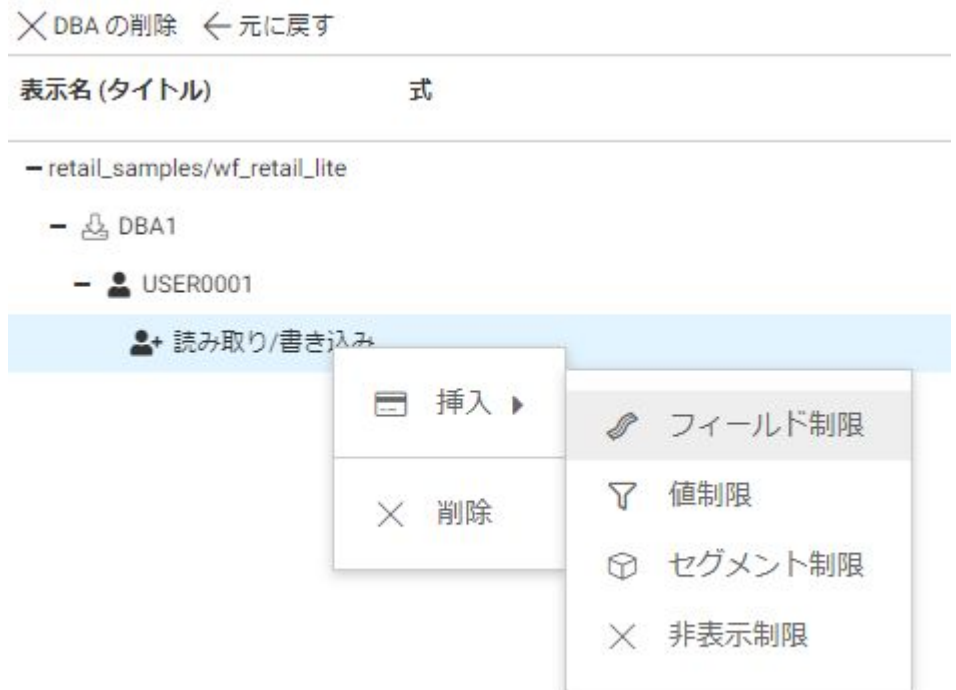 DBA の削除 元に戻す
表示名 (タイトル) 式
retail_samples/wf_retail_lite
DBA1
USER0001
読み取り/書き込み
挿入
削除
フィールド制限
値制限
セグメント制限
非表示制限